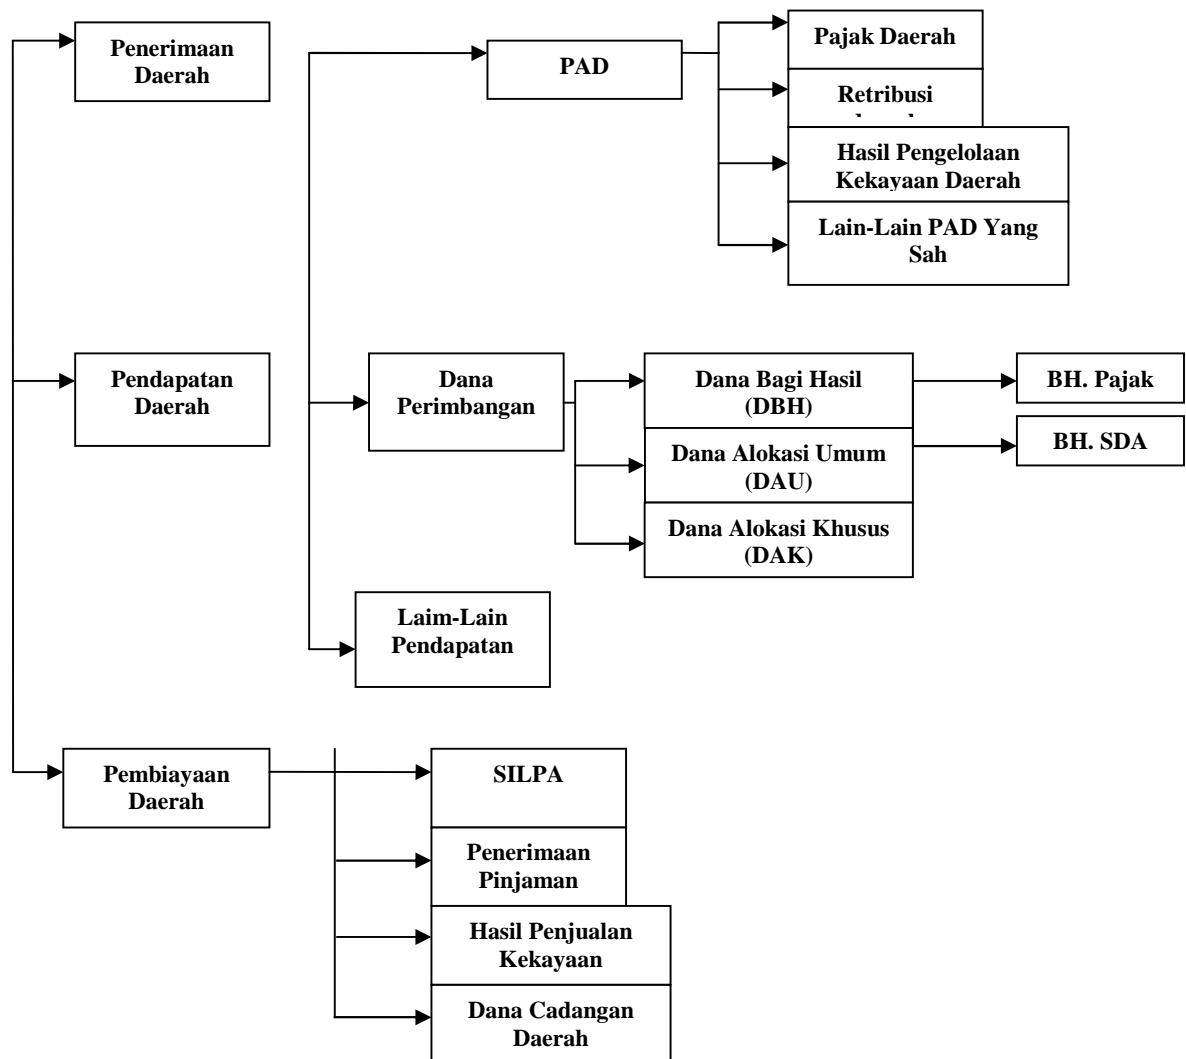 Penerimaan
Daerah
PAD
Pajak Daerah
Retribusi
Hasil Pengelolaan
Kekayaan Daerah
Lain-Lain PAD Yang
Sah
Pendapatan
Daerah
Dana
Perimbangan
Dana Bagi Hasil
(DBH)
Dana Alokasi Umum
(DAU)
Dana Alokasi Khusus
(DAK)
BH. Pajak
BH. SDA
Laim-Lain
Pendapatan
Pembiayaan
Daerah
SILPA
Penerimaan
Pinjaman
Hasil Penjualan
Kekayaan
Dana Cadangan
Daerah